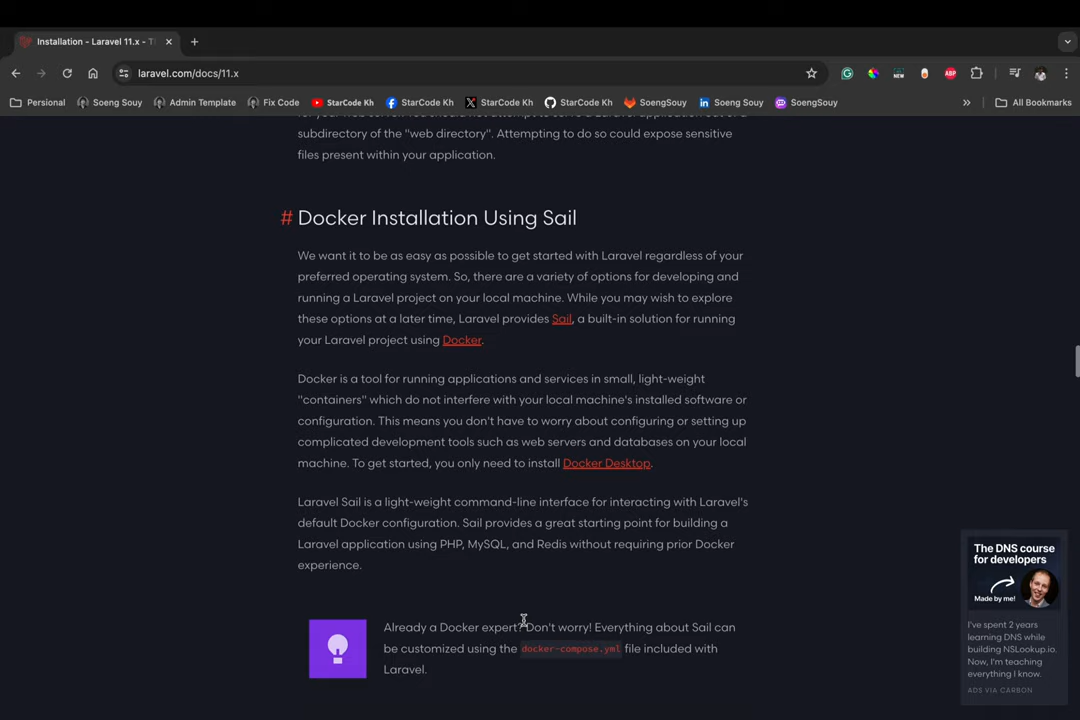 Installation - Laravel 11.x - T
laravel.com/docs/11.x
Persional
Soeng Souy
Admin Template
Fix Code
StarCode Kh
StarCode Kh
StarCode Kh
StarCode Kh
SoengSouy
Soeng Souy
SoengSouy
»
All Bookmarks
subdirectory of the "web directory". Attempting to do so could expose sensitive
files present within your application.
# Docker Installation Using Sail
We want it to be as easy as possible to get started with Laravel regardless of your
preferred operating system. So, there are a variety of options for developing and
running a Laravel project on your local machine. While you may wish to explore
these options at a later time, Laravel provides Sail, a built-in solution for running
your Laravel project using Docker.
Docker is a tool for running applications and services in small, light-weight
"containers" which do not interfere with your local machine's installed software or
configuration. This means you don't have to worry about configuring or setting up
complicated development tools such as web servers and databases on your local
machine. To get started, you only need to install Docker Desktop.
Laravel Sail is a light-weight command-line interface for interacting with Laravel's
default Docker configuration. Sail provides a great starting point for building a
Laravel application using PHP, MySQL, and Redis without requiring prior Docker
experience.
Already a Docker expert? Don't worry! Everything about Sail can
be customized using the docker-compose.yml file included with
Laravel.
The DNS course
for developers
Made by me!
I've spent 2 years
learning DNS while
building NSLookup.io.
Now, I'm teaching
everything I know.
ADS VIA CARBON
NEW
ABP